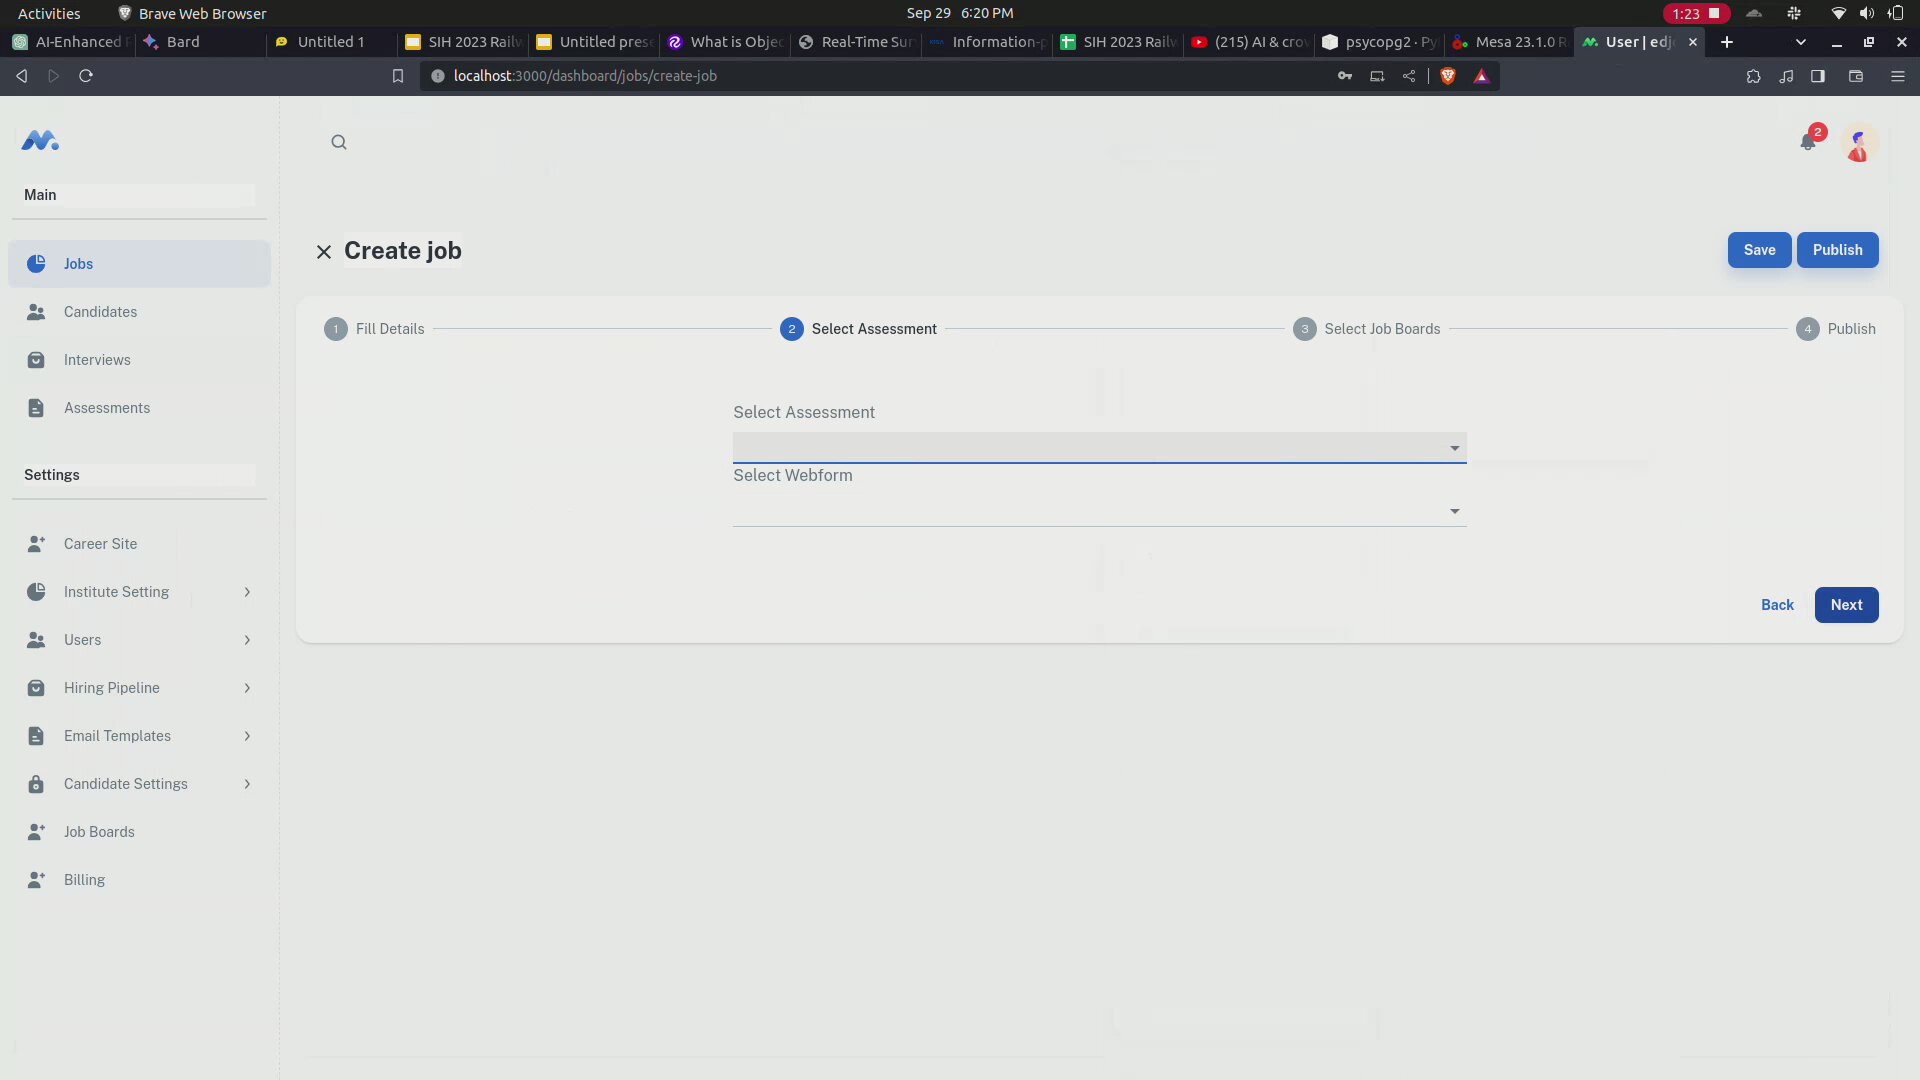 Activities
Brave Web Browser
Sep 29 6:20 PM
1:23
AI-Enhanced
Bard
Untitled 1
SIH 2023 Railw
Untitled prese
What is Objec
Real-Time Sur
Information-p
SIH 2023 Railw
(215) AI & crow
psycopg2 · Py
Mesa 23.1.0 R
User | edj
localhost:3000/dashboard/jobs/create-job
2
Main
Create job
Save
Publish
Jobs
Candidates
Interviews
Assessments
1 Fill Details
2 Select Assessment
3 Select Job Boards
4 Publish
Select Assessment
Select Webform
Back
Next
Settings
Career Site
Institute Setting
Users
Hiring Pipeline
Email Templates
Candidate Settings
Job Boards
Billing